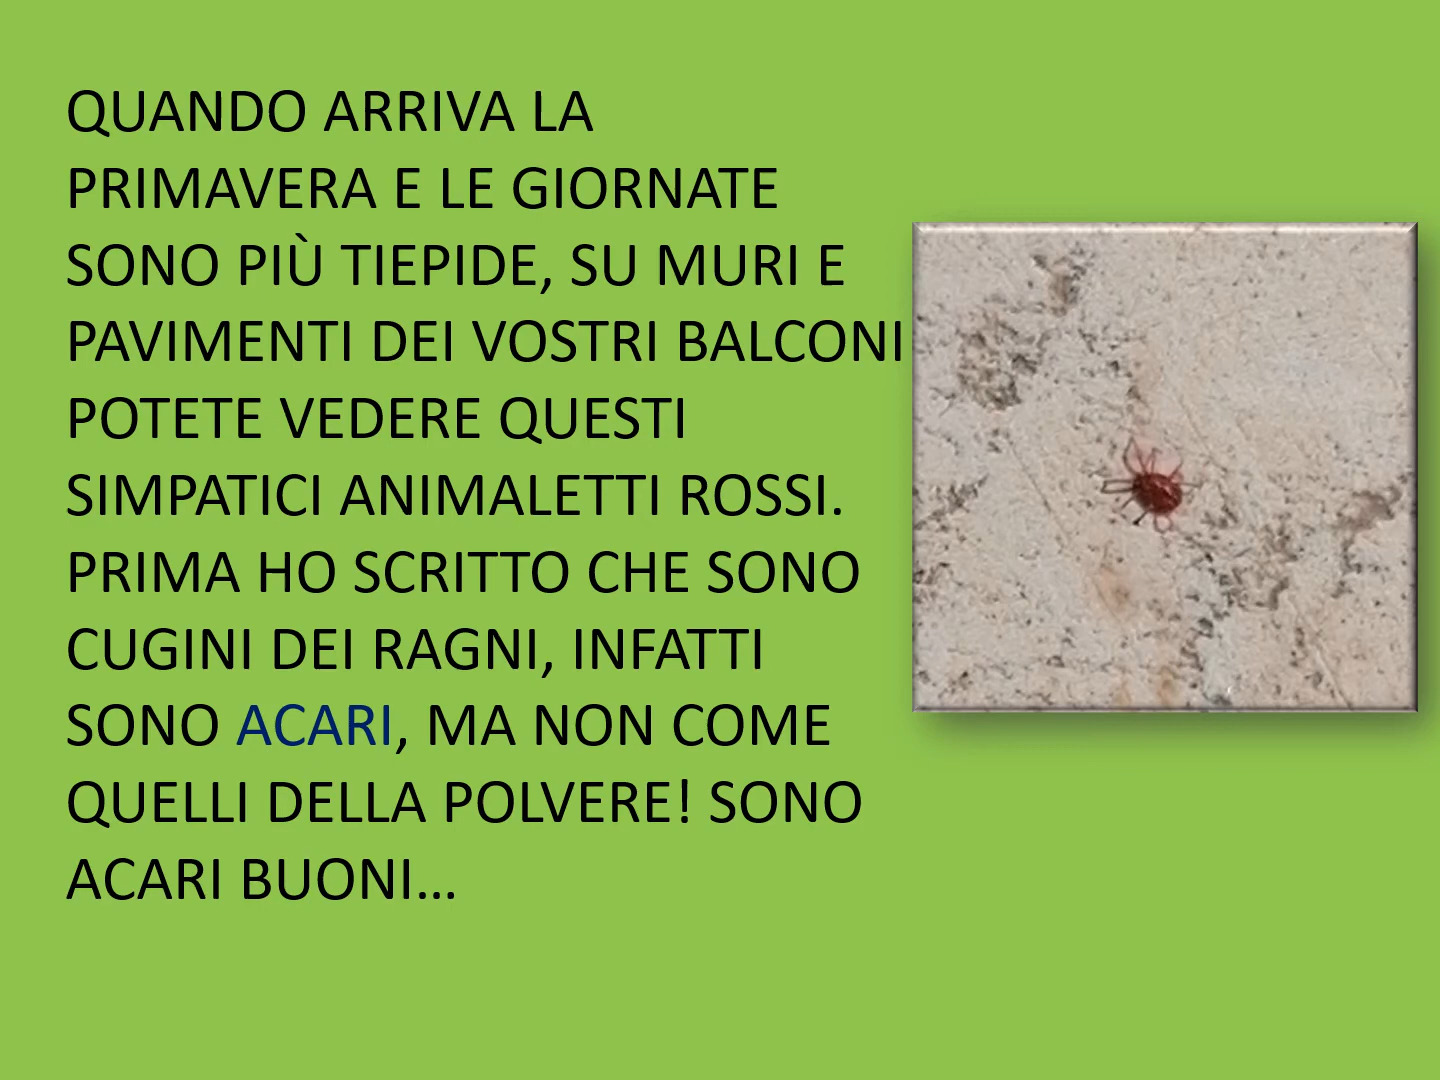 QUANDO ARRIVA LA
PRIMAVERA E LE GIORNATE
SONO PIÙ TIEPIDE, SU MURI E
PAVIMENTI DEI VOSTRI BALCONI
POTETE VEDERE QUESTI
SIMPATICI ANIMALETTI ROSSI.
PRIMA HO SCRITTO CHE SONO
CUGINI DEI RAGNI, INFATTI
SONO ACARI, MA NON COME
QUELLI DELLA POLVERE! SONO
ACARI BUONI…